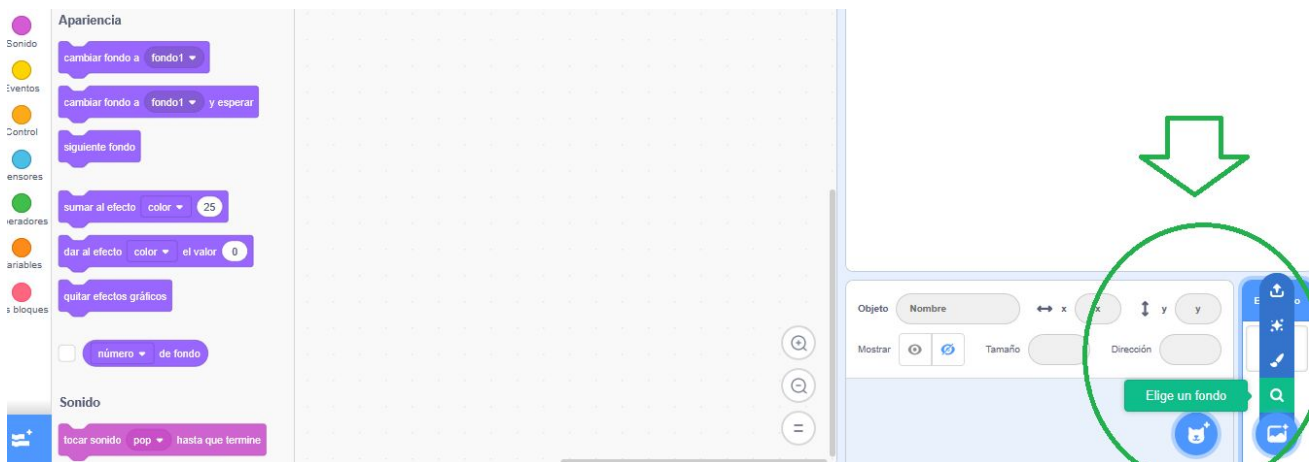 Sonido
Eventos
Control
ensores
eradores
ariables
s bloques
Apariencia
cambiar fondo a fondo1
cambiar fondo a fondo1 y esperar
siguiente fondo
sumar al efecto color 25
dar al efecto color el valor 0
quitar efectos gráficos
número de fondo
Sonido
tocar sonido pop hasta que termine
Objeto Nombre x x y y
Mostrar Tamaño Dirección
E o
Elige un fondo